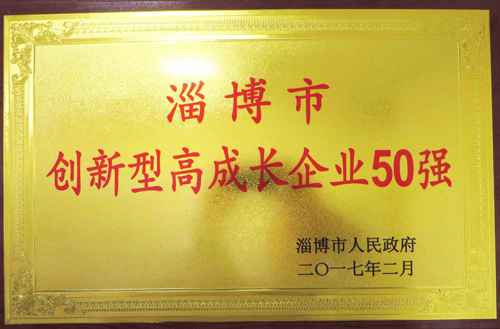 淄博市
创新型高成长企业50强
淄博市人民政府
二〇一七年二月